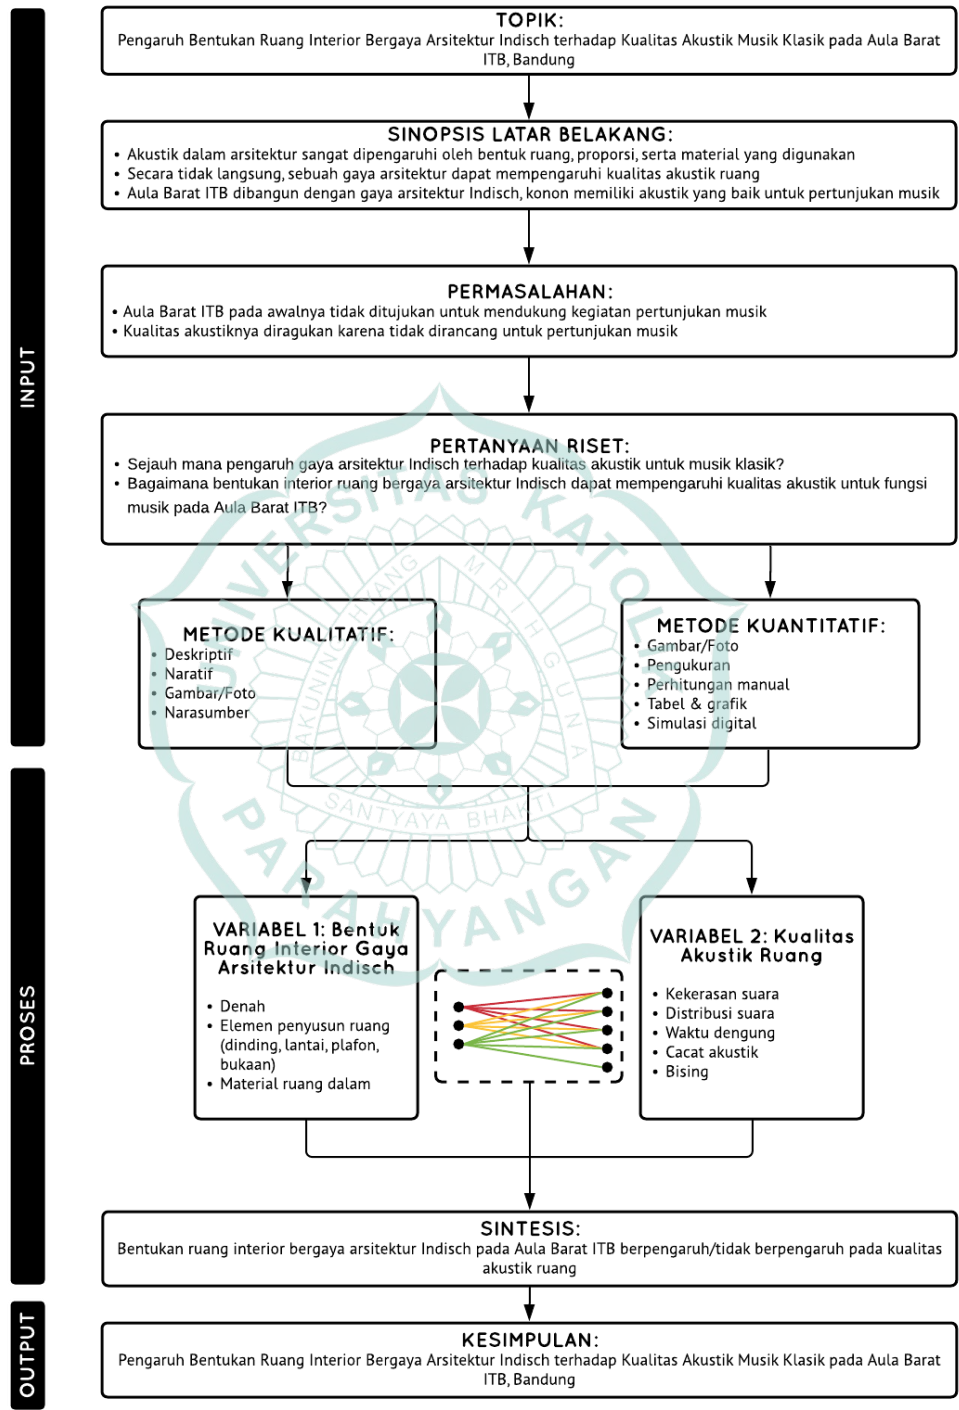 TOPIK:
Pengaruh Bentukan Ruang Interior Bergaya Arsitektur Indisch terhadap Kualitas Akustik Musik Klasik pada Aula Barat
ITB, Bandung
SINOPSIS LATAR BELAKANG:
• Akustik dalam arsitektur sangat dipengaruhi oleh bentuk ruang, proporsi, serta material yang digunakan
• Secara tidak langsung, sebuah gaya arsitektur dapat mempengaruhi kualitas akustik ruang
• Aula Barat ITB dibangun dengan gaya arsitektur Indisch, konon memiliki akustik yang baik untuk pertunjukan musik
PERMASALAHAN:
• Aula Barat ITB pada awalnya tidak ditujukan untuk mendukung kegiatan pertunjukan musik
• Kualitas akustiknya diragukan karena tidak dirancang untuk pertunjukan musik
INPUT
PERTANYAAN RISET:
• Sejauh mana pengaruh gaya arsitektur Indisch terhadap kualitas akustik untuk musik klasik?
• Bagaimana bentukan interior ruang bergaya arsitektur Indisch dapat mempengaruhi kualitas akustik untuk fungsi
musik pada Aula Barat ITB?
METODE KUALITATIF:
• Deskriptif
• Naratif
• Gambar/Foto
• Narasumber
METODE KUANTITATIF:
• Gambar/Foto
• Pengukuran
• Perhitungan manual
• Tabel & grafik
• Simulasi digital
UNIVERSITAS KATOLIK
PARAHYANGAN
BAKUNING HYANG MRIH GUNA
SANTYAYA BHAKTI
PROSES
VARIABEL 1: Bentuk
Ruang Interior Gaya
Arsitektur Indisch
• Denah
• Elemen penyusun ruang
(dinding, lantai, plafon,
bukaan)
• Material ruang dalam
VARIABEL 2: Kualitas
Akustik Ruang
• Kekerasan suara
• Distribusi suara
• Waktu dengung
• Cacat akustik
• Bising
SINTESIS:
Bentukan ruang interior bergaya arsitektur Indisch pada Aula Barat ITB berpengaruh/tidak berpengaruh pada kualitas
akustik ruang
OUTPUT
KESIMPULAN:
Pengaruh Bentukan Ruang Interior Bergaya Arsitektur Indisch terhadap Kualitas Akustik Musik Klasik pada Aula Barat
ITB, Bandung